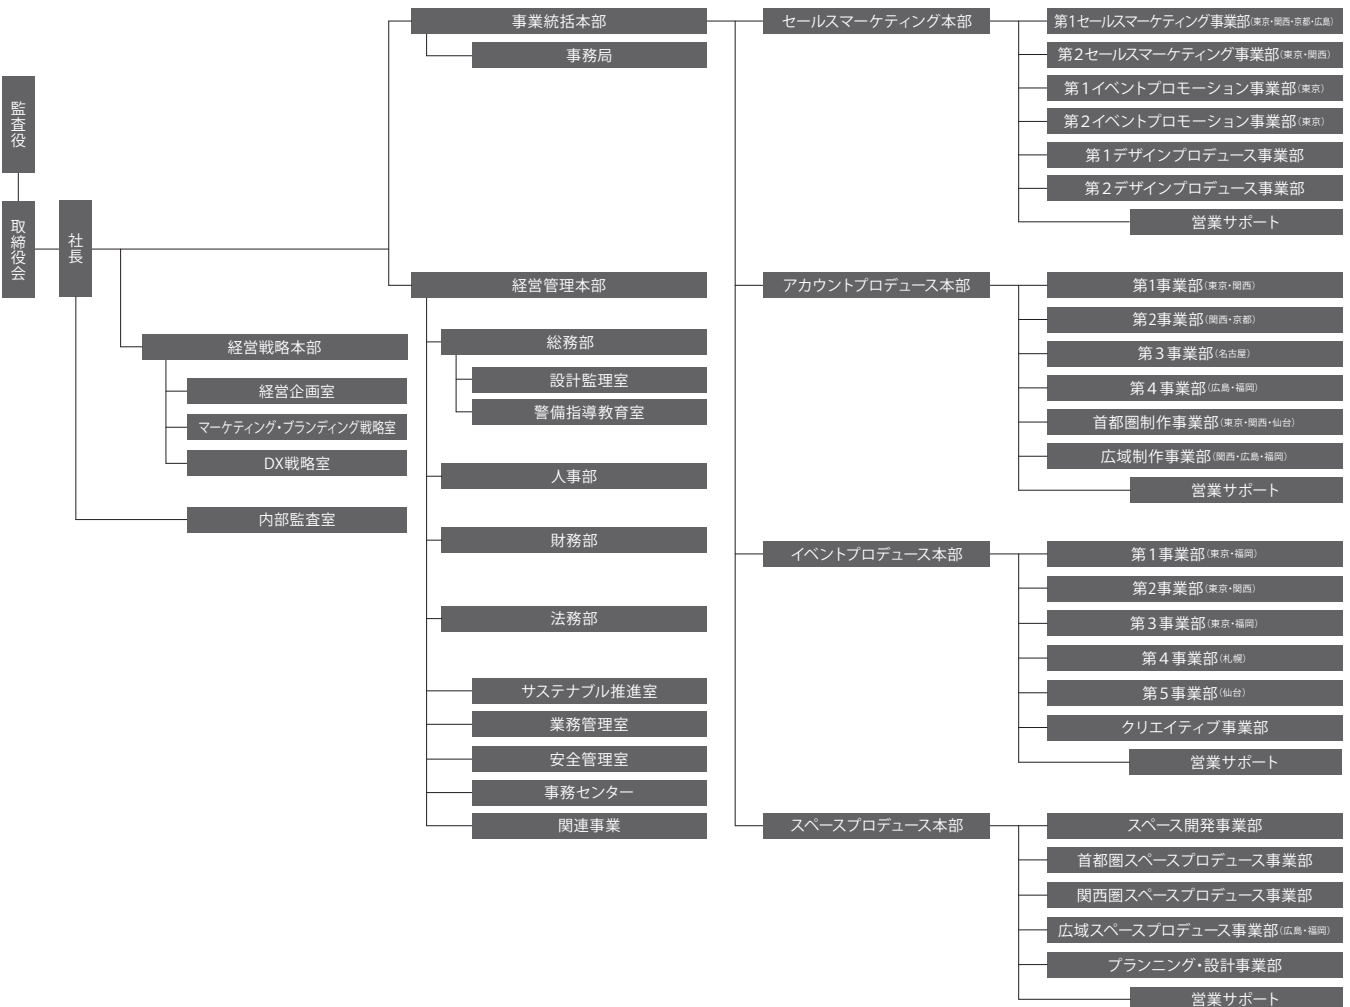 監査役
取締役会
社長
経営戦略本部
経営企画室
マーケティング・ブランディング戦略室
DX戦略室
内部監査室
事業統括本部
事務局
経営管理本部
総務部
設計監理室
警備指導教育室
人事部
財務部
法務部
サステナブル推進室
業務管理室
安全管理室
事務センター
関連事業
セールスマーケティング本部
第1セールスマーケティング事業部(東京・関西・京都・広島)
第2セールスマーケティング事業部(東京・関西)
第1イベントプロモーション事業部(東京)
第2イベントプロモーション事業部(東京)
第1デザインプロデュース事業部
第2デザインプロデュース事業部
営業サポート
アカウントプロデュース本部
第1事業部(東京・関西)
第2事業部(関西・京都)
第3事業部(名古屋)
第4事業部(広島・福岡)
首都圏制作事業部(東京・関西・仙台)
広域制作事業部(関西・広島・福岡)
営業サポート
イベントプロデュース本部
第1事業部(東京・福岡)
第2事業部(東京・関西)
第3事業部(東京・福岡)
第4事業部(札幌)
第5事業部(仙台)
クリエイティブ事業部
営業サポート
スペースプロデュース本部
スペース開発事業部
首都圏スペースプロデュース事業部
関西圏スペースプロデュース事業部
広域スペースプロデュース事業部(広島・福岡)
プランニング・設計事業部
営業サポート